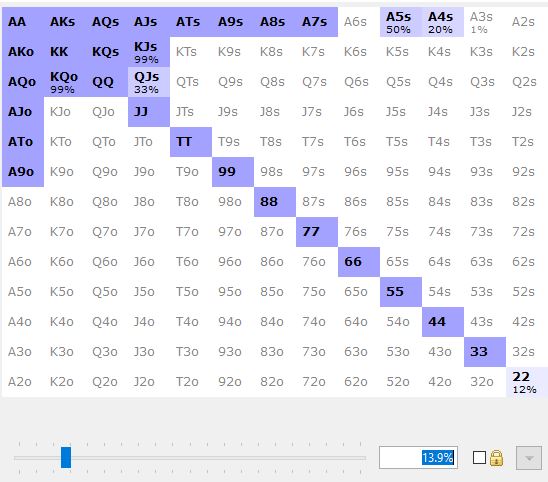 AA AKs AQs AJs ATs A9s A8s A7s A6s A5s A4s A3s A2s
50% 20% 1%
AKo KK KQs KJs KTs K9s K8s K7s K6s K5s K4s K3s K2s
99%
AQo KQo QQ QJs QTs Q9s Q8s Q7s Q6s Q5s Q4s Q3s Q2s
99% 33%
AJo KJo QJo JJ JTs J9s J8s J7s J6s J5s J4s J3s J2s
ATo KTo QTo JTo TT T9s T8s T7s T6s T5s T4s T3s T2s
A9o K9o Q9o J9o T9o 99 98s 97s 96s 95s 94s 93s 92s
A8o K8o Q8o J8o T8o 98o 88 87s 86s 85s 84s 83s 82s
A7o K7o Q7o J7o T7o 97o 87o 77 76s 75s 74s 73s 72s
A6o K6o Q6o J6o T6o 96o 86o 76o 66 65s 64s 63s 62s
A5o K5o Q5o J5o T5o 95o 85o 75o 65o 55 54s 53s 52s
A4o K4o Q4o J4o T4o 94o 84o 74o 64o 54o 44 43s 42s
A3o K3o Q3o J3o T3o 93o 83o 73o 63o 53o 43o 33 32s
A2o K2o Q2o J2o T2o 92o 82o 72o 62o 52o 42o 32o 22
12%
13.9%